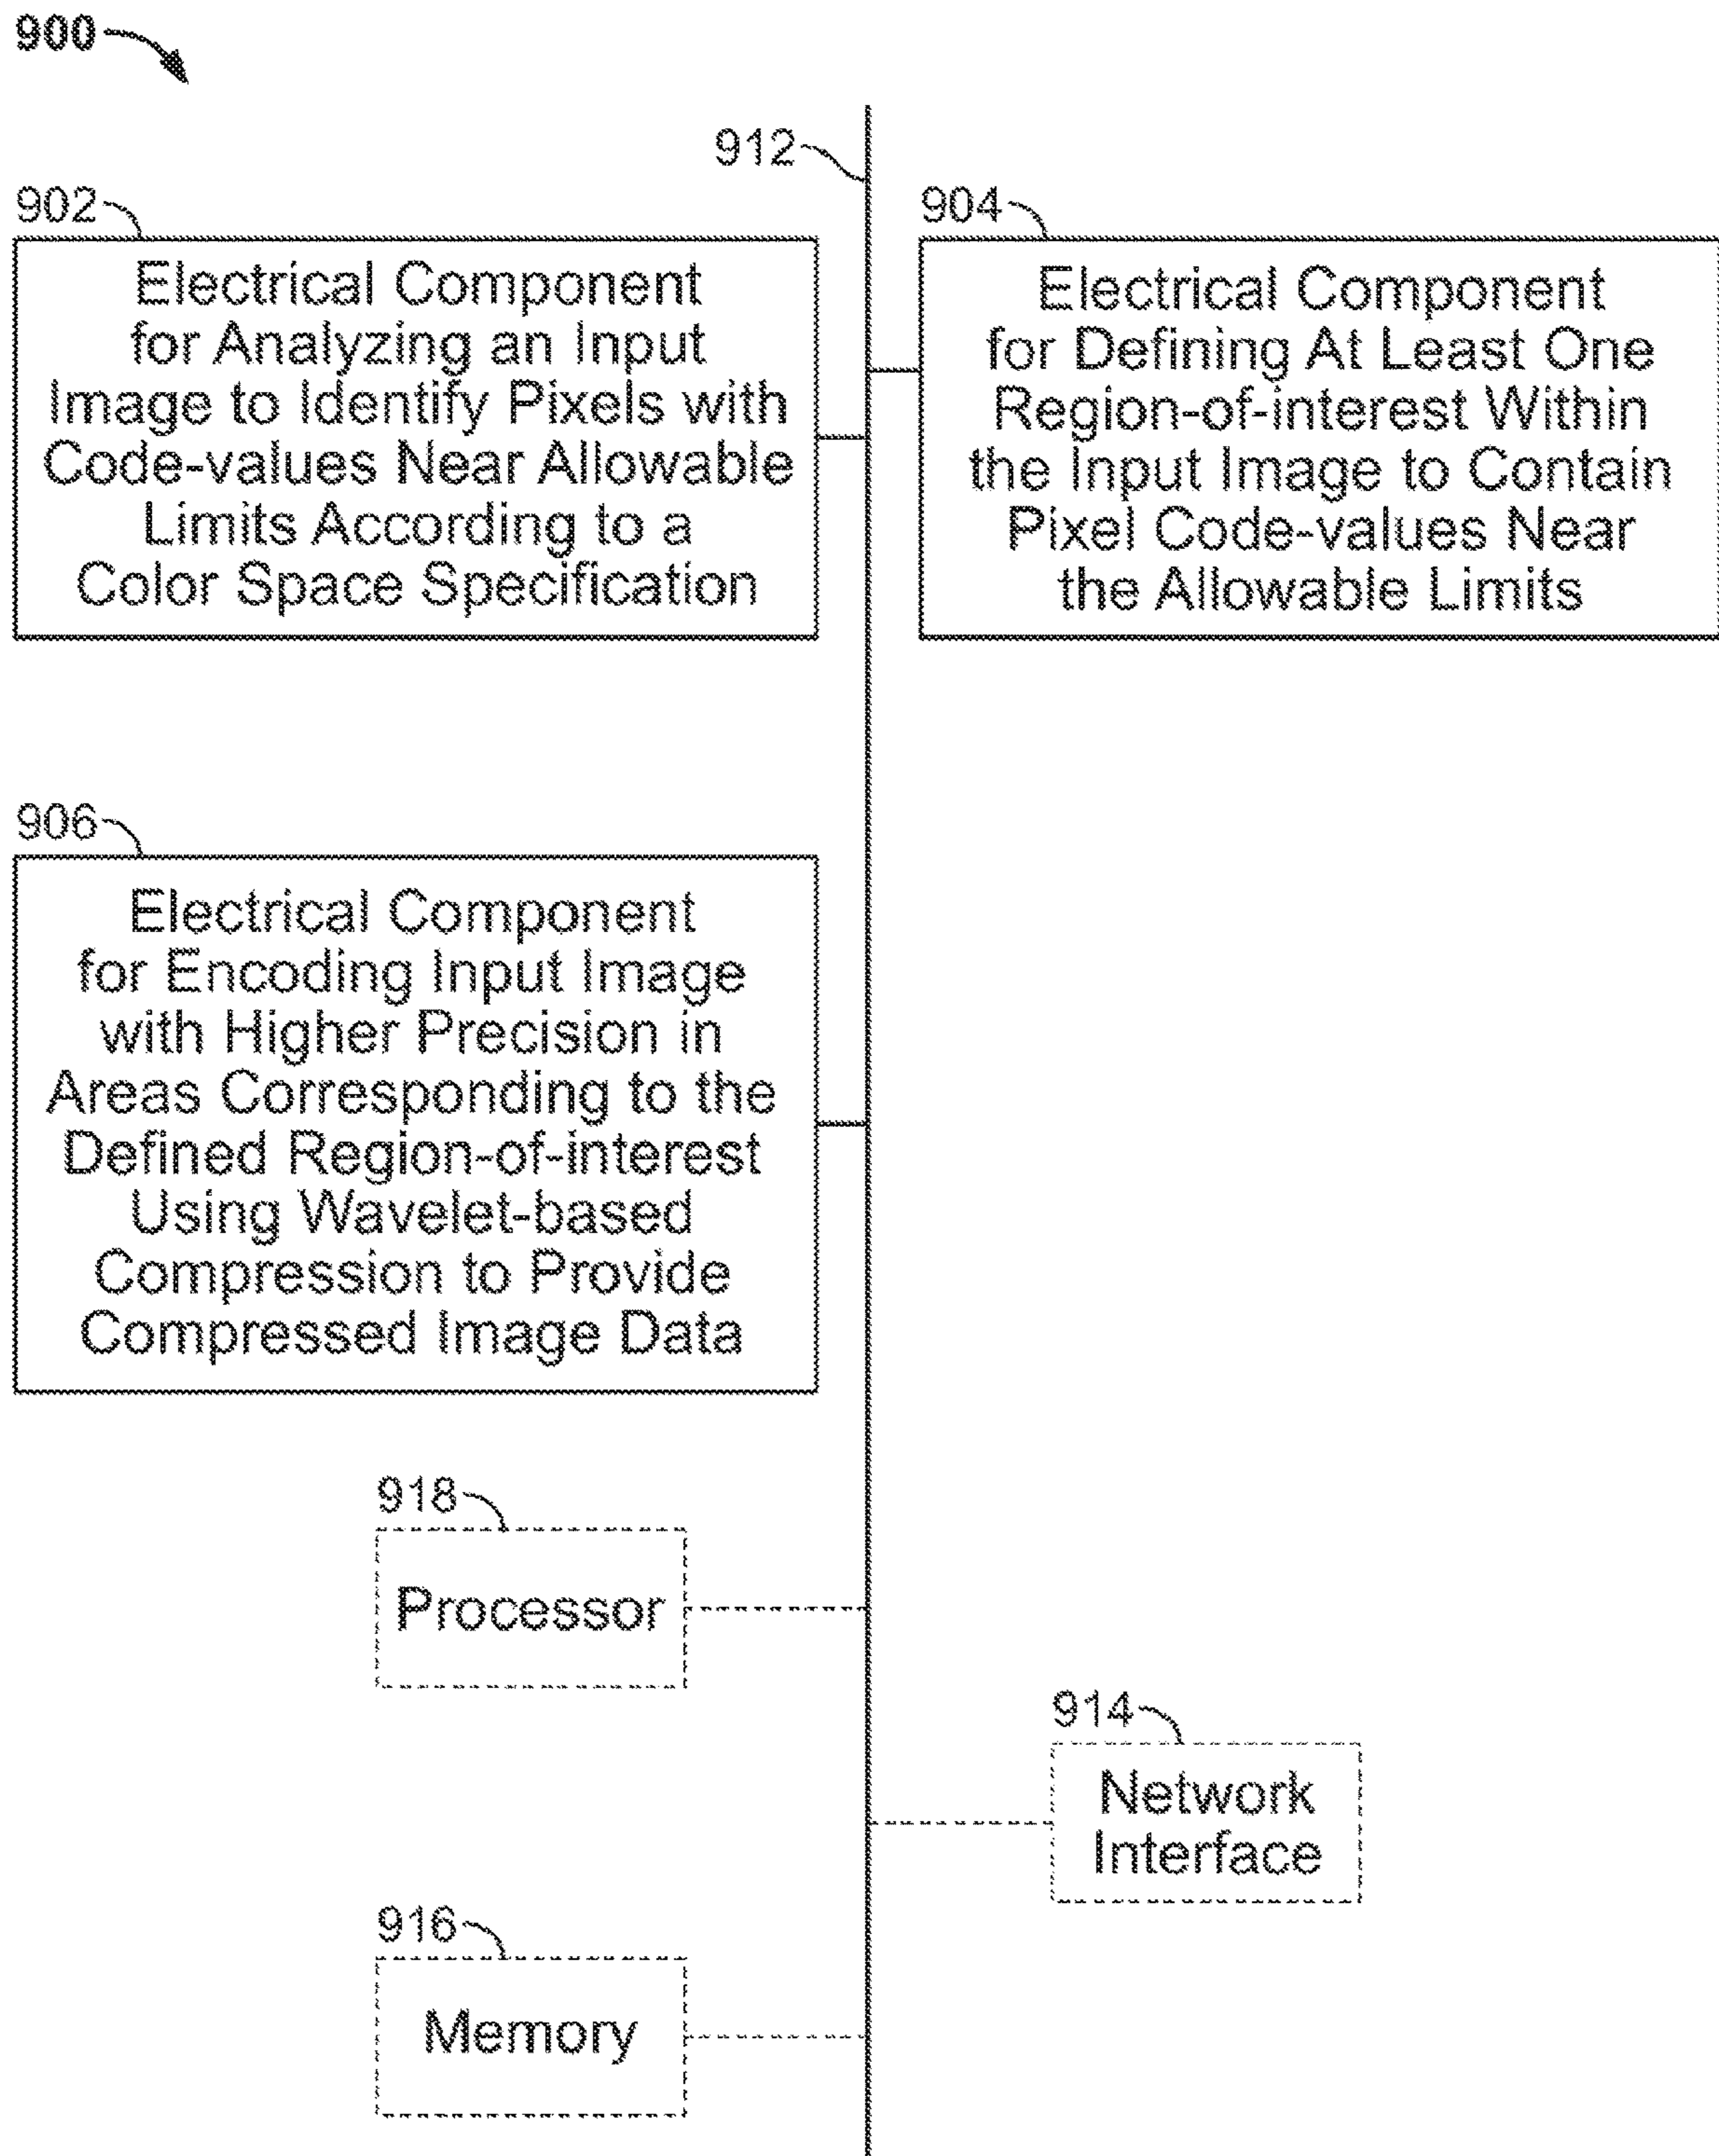 900
912
902
Electrical Component
for Analyzing an Input
Image to Identify Pixels with
Code-values Near Allowable
Limits According to a
Color Space Specification
904
Electrical Component
for Defining At Least One
Region-of-interest Within
the Input Image to Contain
Pixel Code-values Near
the Allowable Limits
906
Electrical Component
for Encoding Input Image
with Higher Precision in
Areas Corresponding to the
Defined Region-of-interest
Using Wavelet-based
Compression to Provide
Compressed Image Data
918
Processor
914
Network
Interface
916
Memory